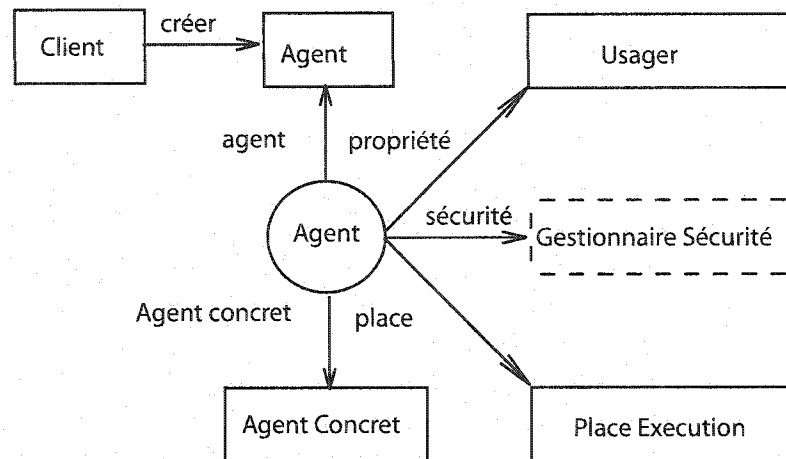 créer
Client
Agent
Usager
agent
propriété
sécurité
Agent
Gestionnaire Sécurité
Agent concret
place
Agent Concret
Place Execution